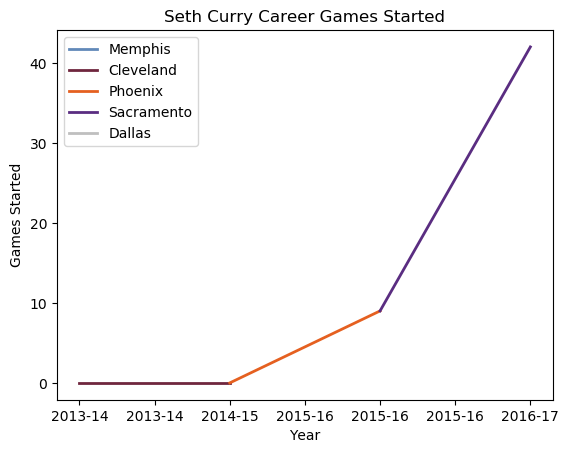 Seth Curry Career Games Started
Memphis
Cleveland
Phoenix
Sacramento
Dallas
40
30
20
10
0
Games Started
2013-14 2013-14 2014-15 2015-16 2015-16 2015-16 2016-17
Year